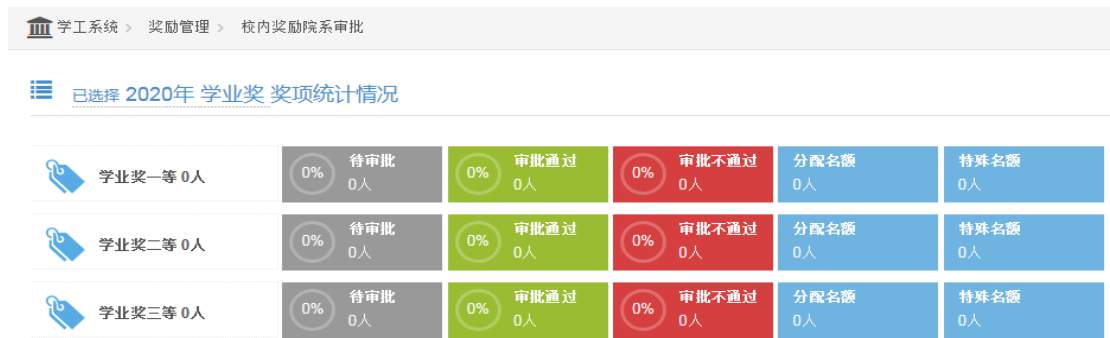 学工系统 > 奖励管理 > 校内奖励院系审批
已选择 2020年 学业奖 奖项统计情况
学业奖一等 0人 0% 待审批 0人 0% 审批通过 0人 0% 审批不通过 0人 分配名额 0人 特殊名额 0人
学业奖二等 0人 0% 待审批 0人 0% 审批通过 0人 0% 审批不通过 0人 分配名额 0人 特殊名额 0人
学业奖三等 0人 0% 待审批 0人 0% 审批通过 0人 0% 审批不通过 0人 分配名额 0人 特殊名额 0人